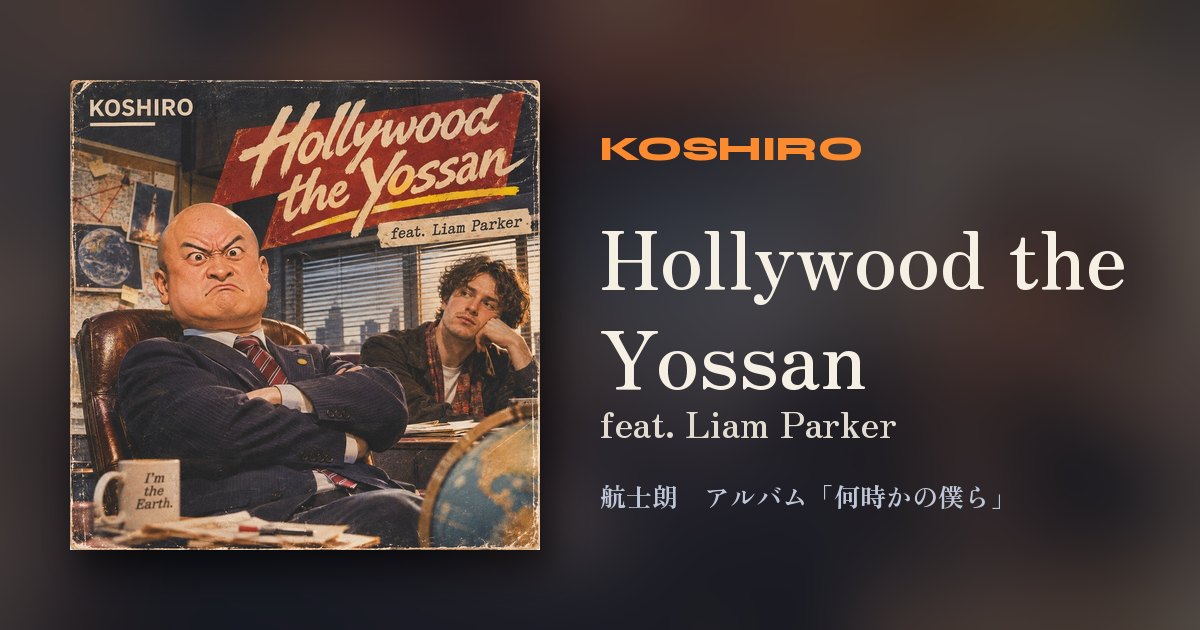 KOSHIRO
Hollywood
the Yossan
feat. Liam Parker
I'm
the
Earth.
KOSHIRO
Hollywood the
Yossan
feat. Liam Parker
航士朗　アルバム「何時かの僕ら」